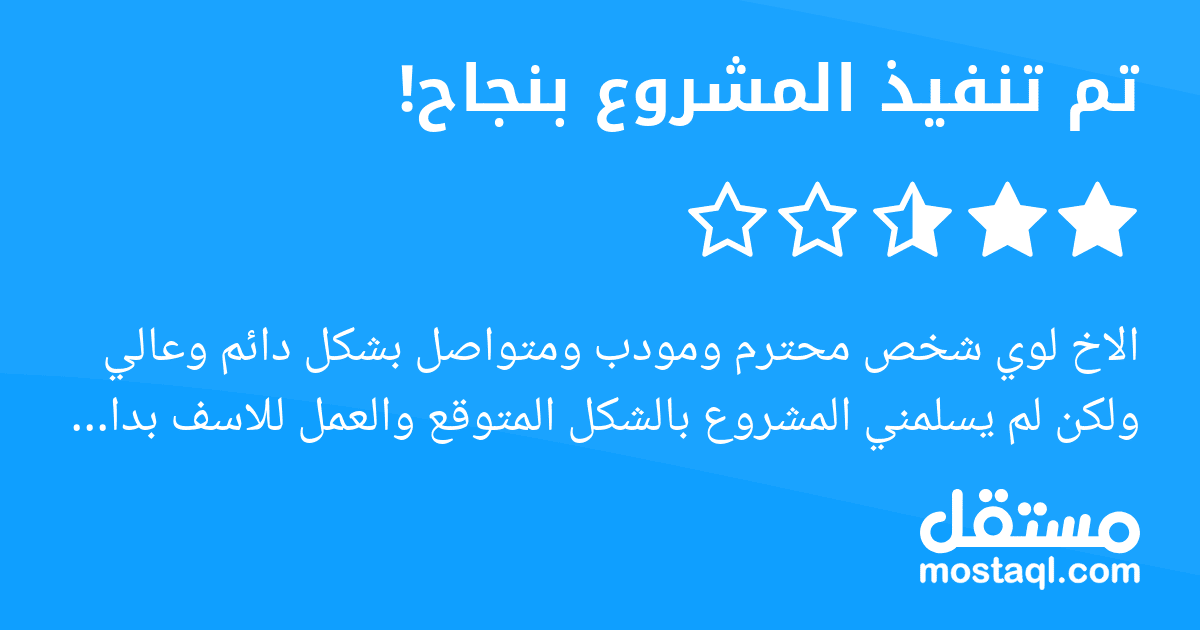 تم تنفيذ المشروع بنجاح!
الاخ لوي شخص محترم ومودب ومتواصل بشكل دائم وعالي
ولكن لم يسلمني المشروع بالشكل المتوقع والعمل للاسف بدا...
مستقل
mostaql.com